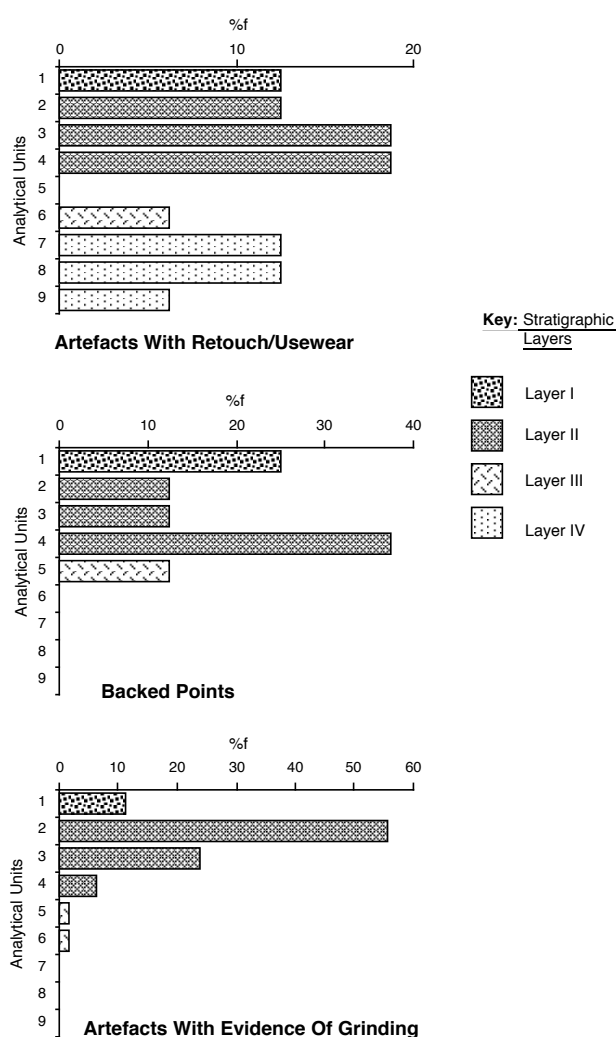 %f
0 10 20
Analytical Units
1
2
3
4
5
6
7
8
9
Artefacts With Retouch/Usewear
Key: Stratigraphic
Layers
Layer I
Layer II
Layer III
Layer IV
%f
0 10 20 30 40
Analytical Units
1
2
3
4
5
6
7
8
9
Backed Points
%f
0 10 20 30 40 50 60
Analytical Units
1
2
3
4
5
6
7
8
9
Artefacts With Evidence Of Grinding